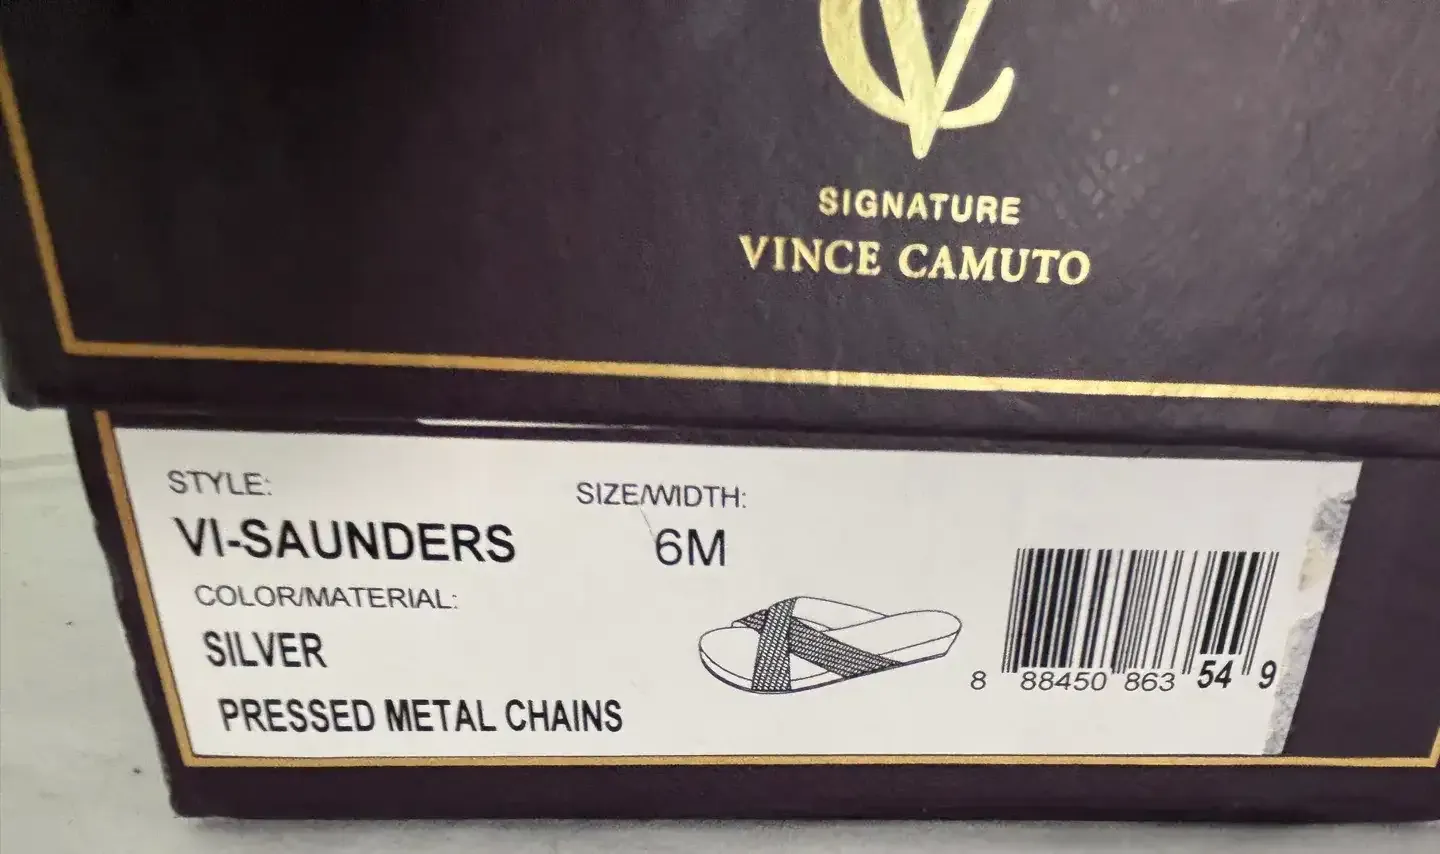 VC
SIGNATURE
VINCE CAMUTO
STYLE:
VI-SAUNDERS
SIZE/WIDTH:
6M
COLOR/MATERIAL:
SILVER
PRESSED METAL CHAINS
8 88450 863 54 9